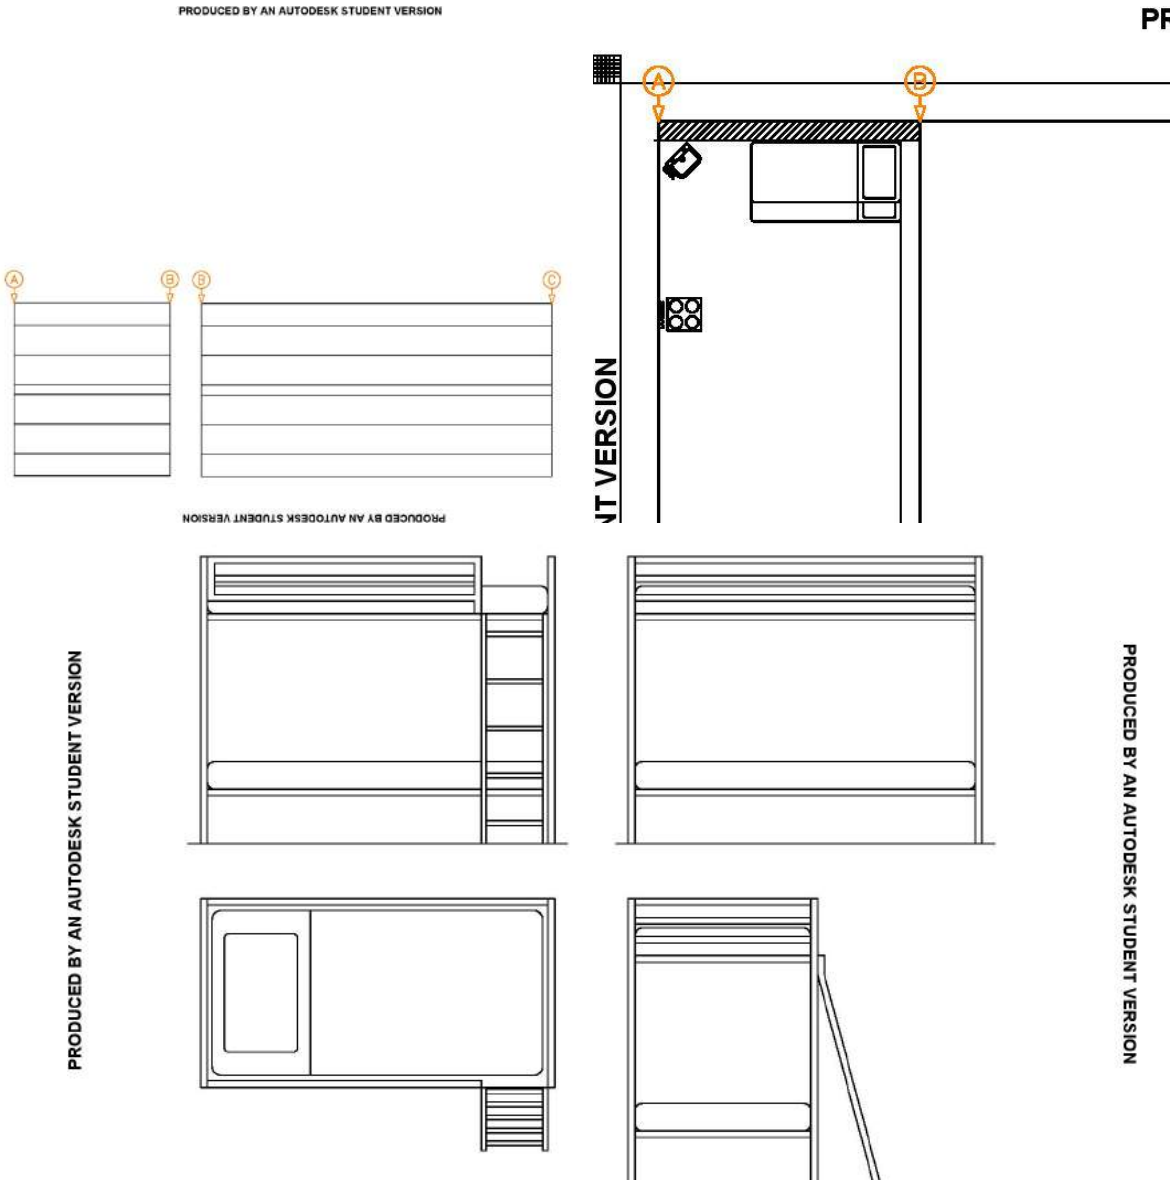 PRODUCED BY AN AUTODESK STUDENT VERSION
PR
A
B
A
B
B
C
NT VERSION
PRODUCED BY AN AUTODESK STUDENT VERSION
PRODUCED BY AN AUTODESK STUDENT VERSION
PRODUCED BY AN AUTODESK STUDENT VERSION